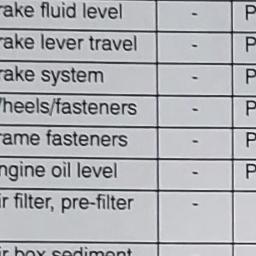 rake fluid level - P
rake lever travel - P
rake system - P
heels/fasteners - P
rame fasteners - P
ngine oil level - P
ir filter, pre-filter -
ir box sediment